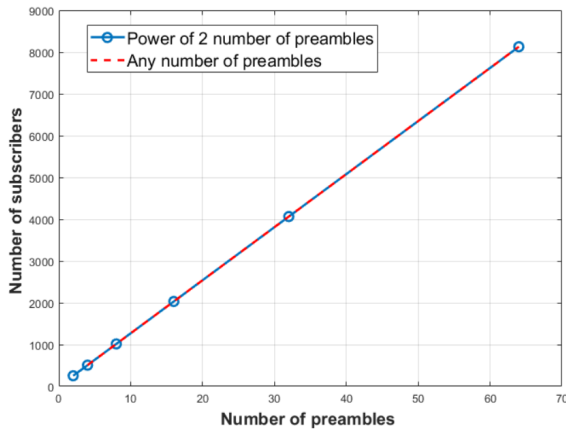 9000
8000
7000
6000
5000
4000
3000
2000
1000
0
Number of subscribers
Power of 2 number of preambles
Any number of preambles
0 10 20 30 40 50 60 70
Number of preambles